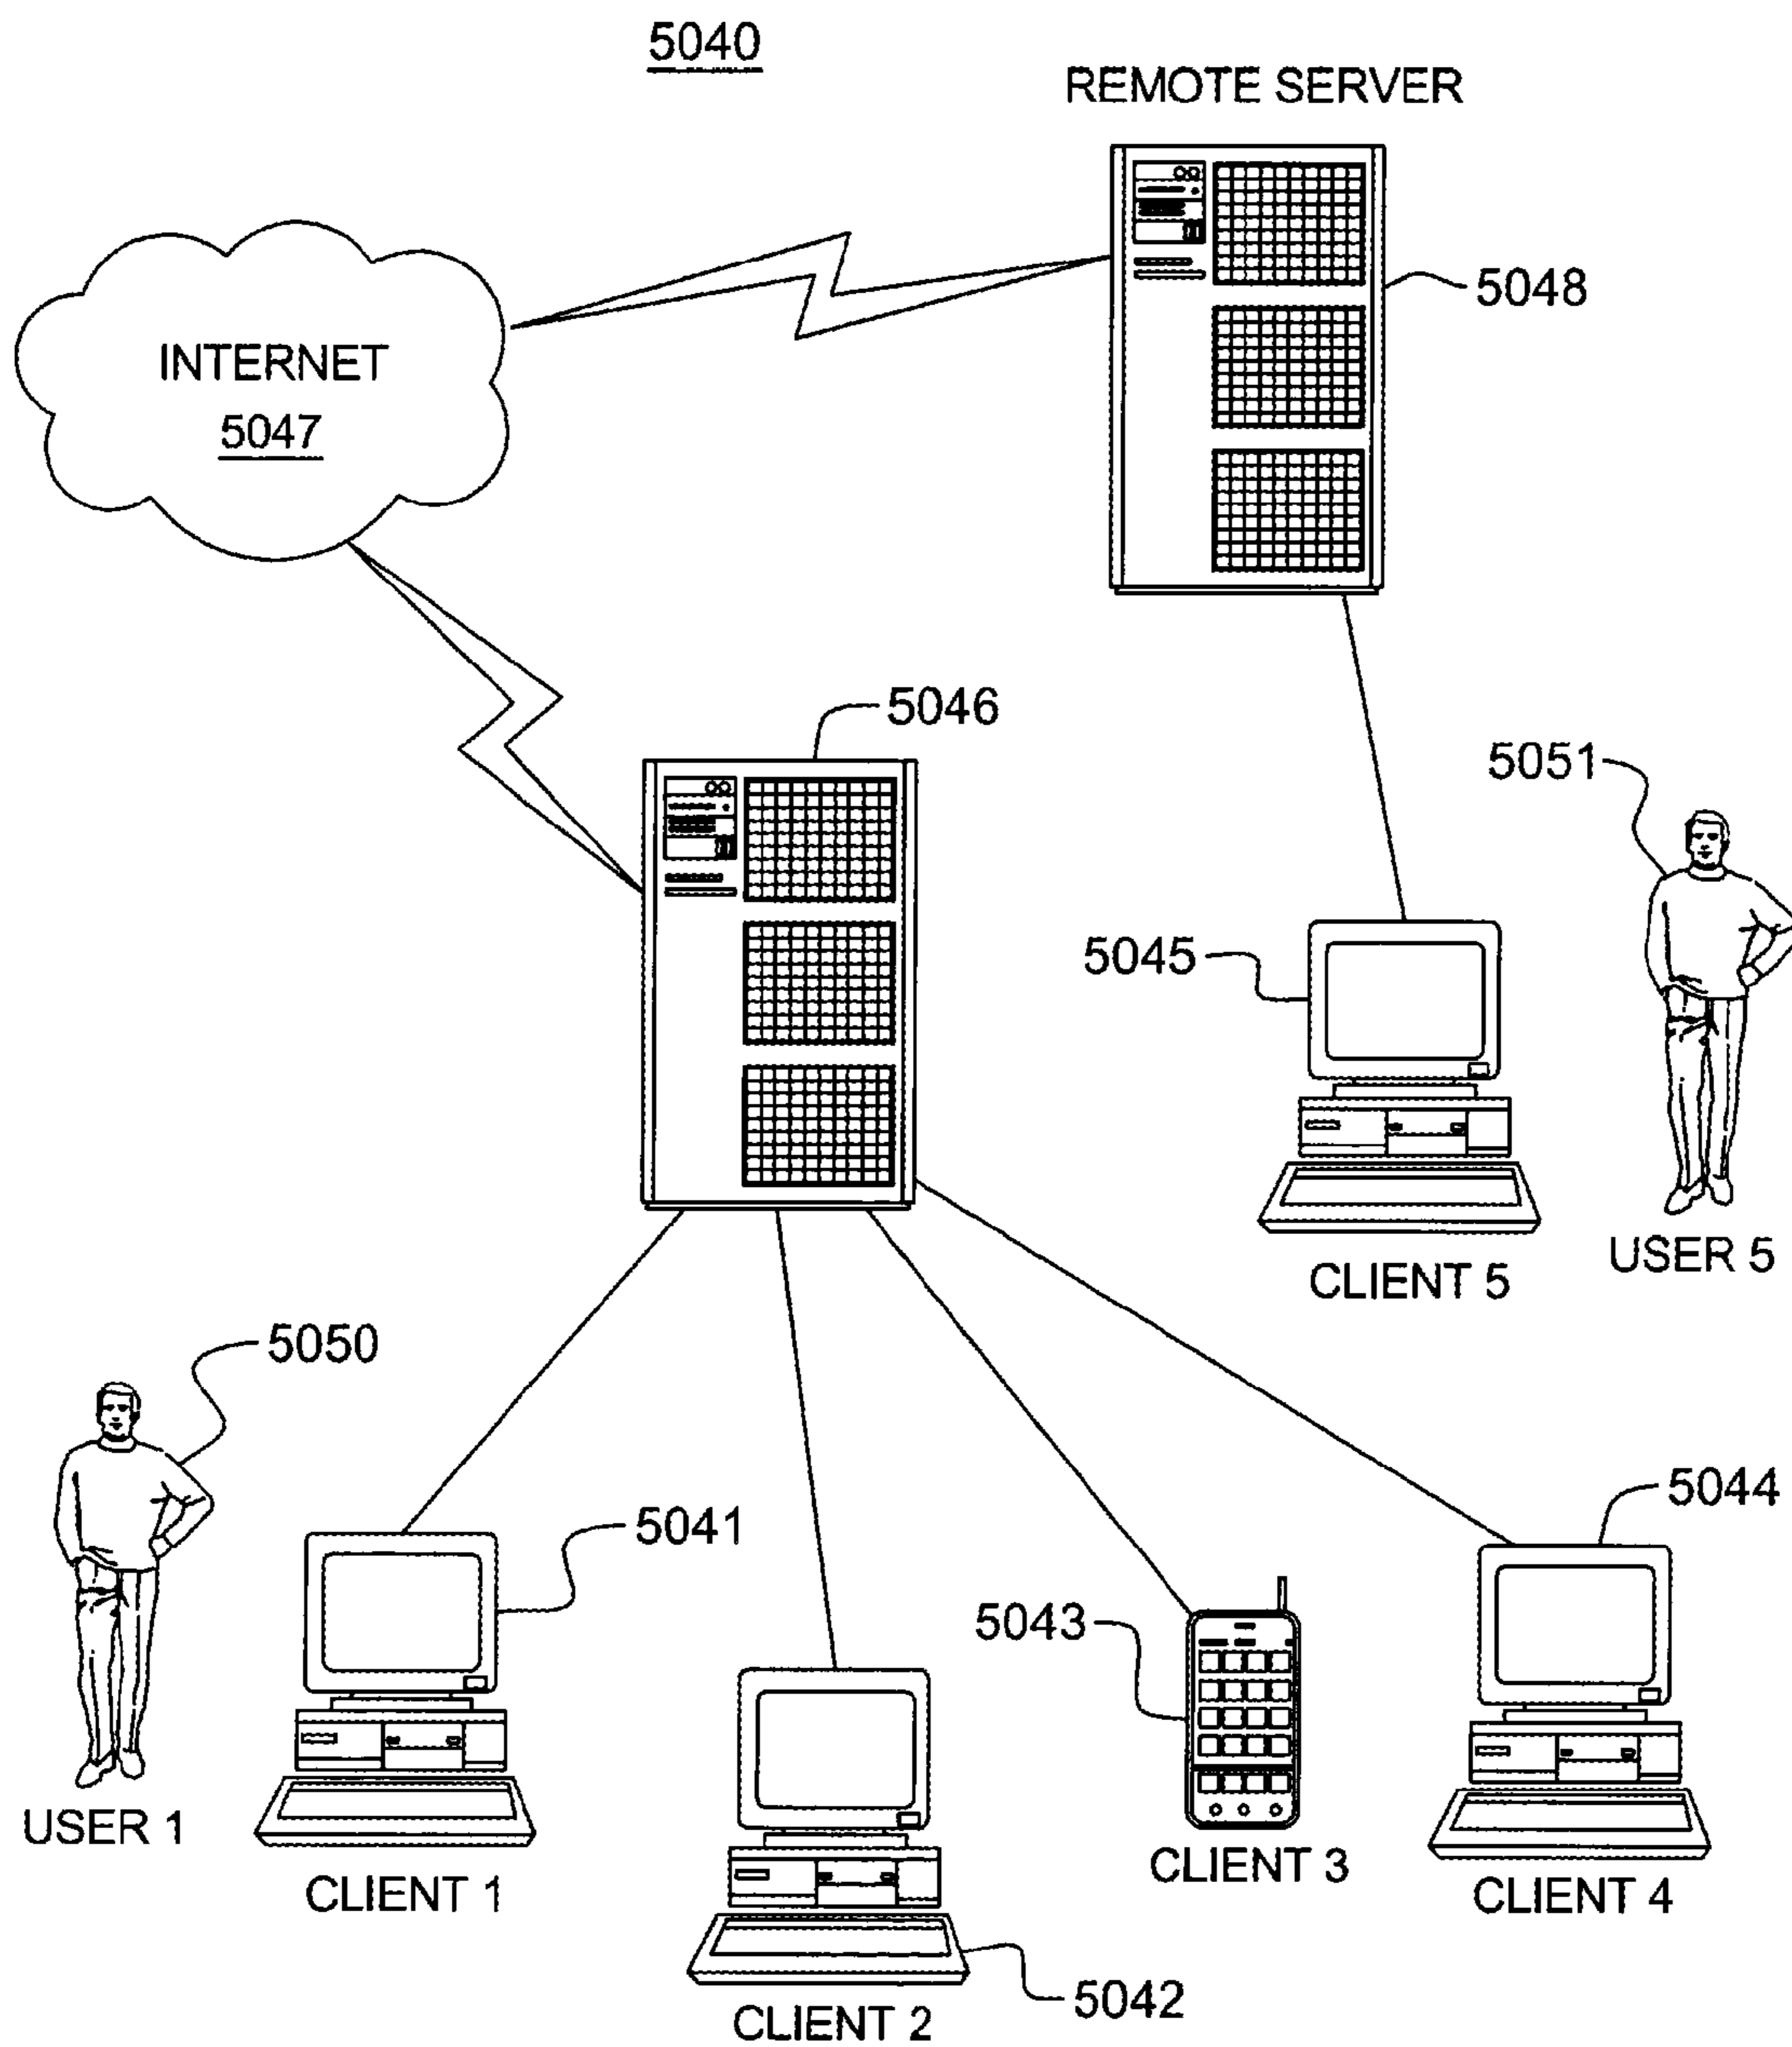 5040
REMOTE SERVER
5048
INTERNET
5047
5046
5051
5045
USER 5
CLIENT 5
5050
5041
5044
5043
USER 1
CLIENT 1
CLIENT 3
CLIENT 4
5042
CLIENT 2